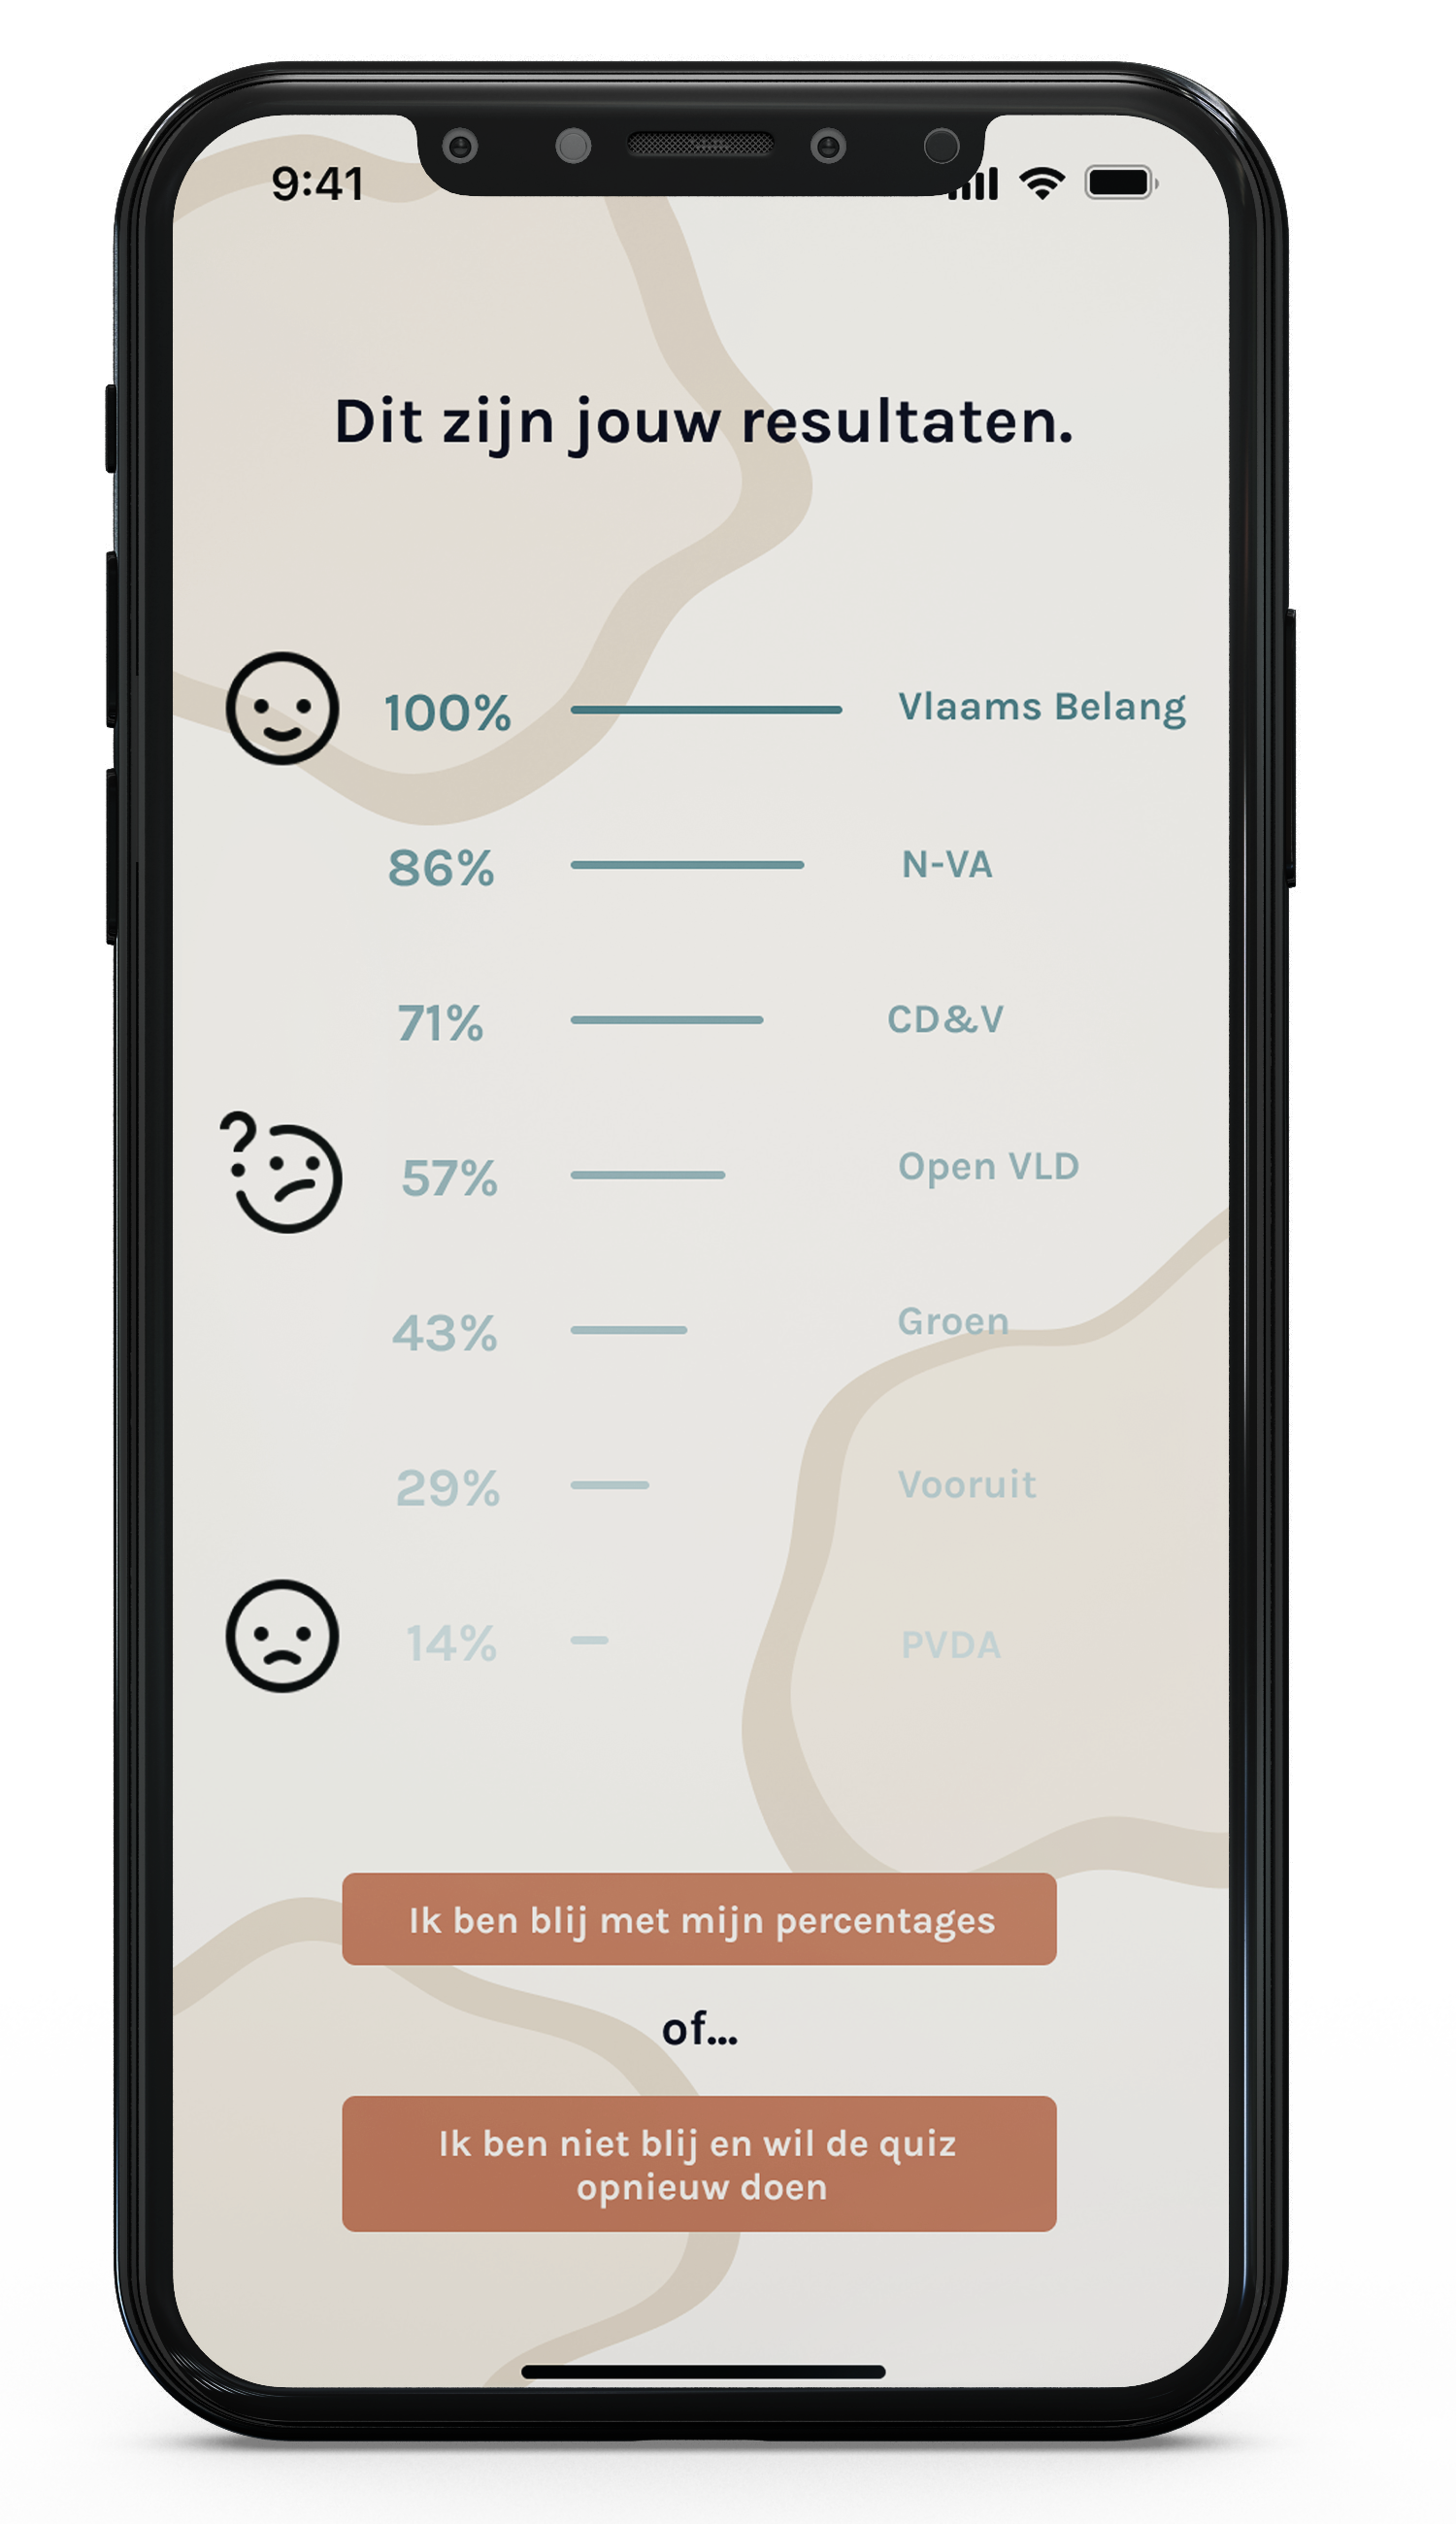 9:41
Dit zijn jouw resultaten.
100% Vlaams Belang
86% N-VA
71% CD&V
?
57% Open VLD
43% Groen
29% Vooruit
14% PVDA
Ik ben blij met mijn percentages
of...
Ik ben niet blij en wil de quiz
opnieuw doen